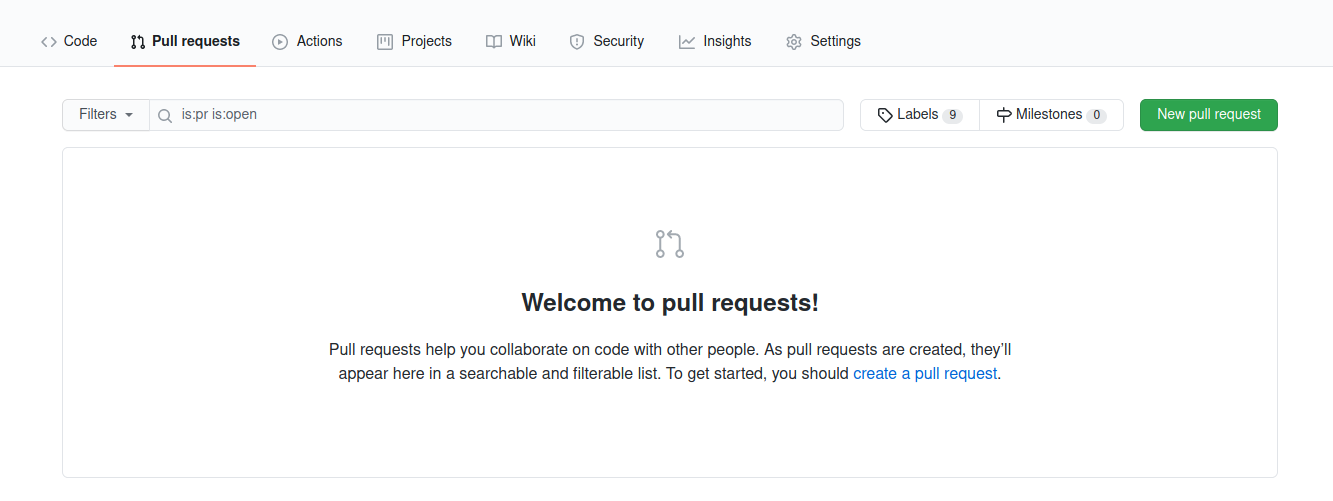 Code Pull requests Actions Projects Wiki Security Insights Settings
Filters is:pr is:open Labels 9 Milestones 0 New pull request
Welcome to pull requests!
Pull requests help you collaborate on code with other people. As pull requests are created, they’ll
appear here in a searchable and filterable list. To get started, you should create a pull request.